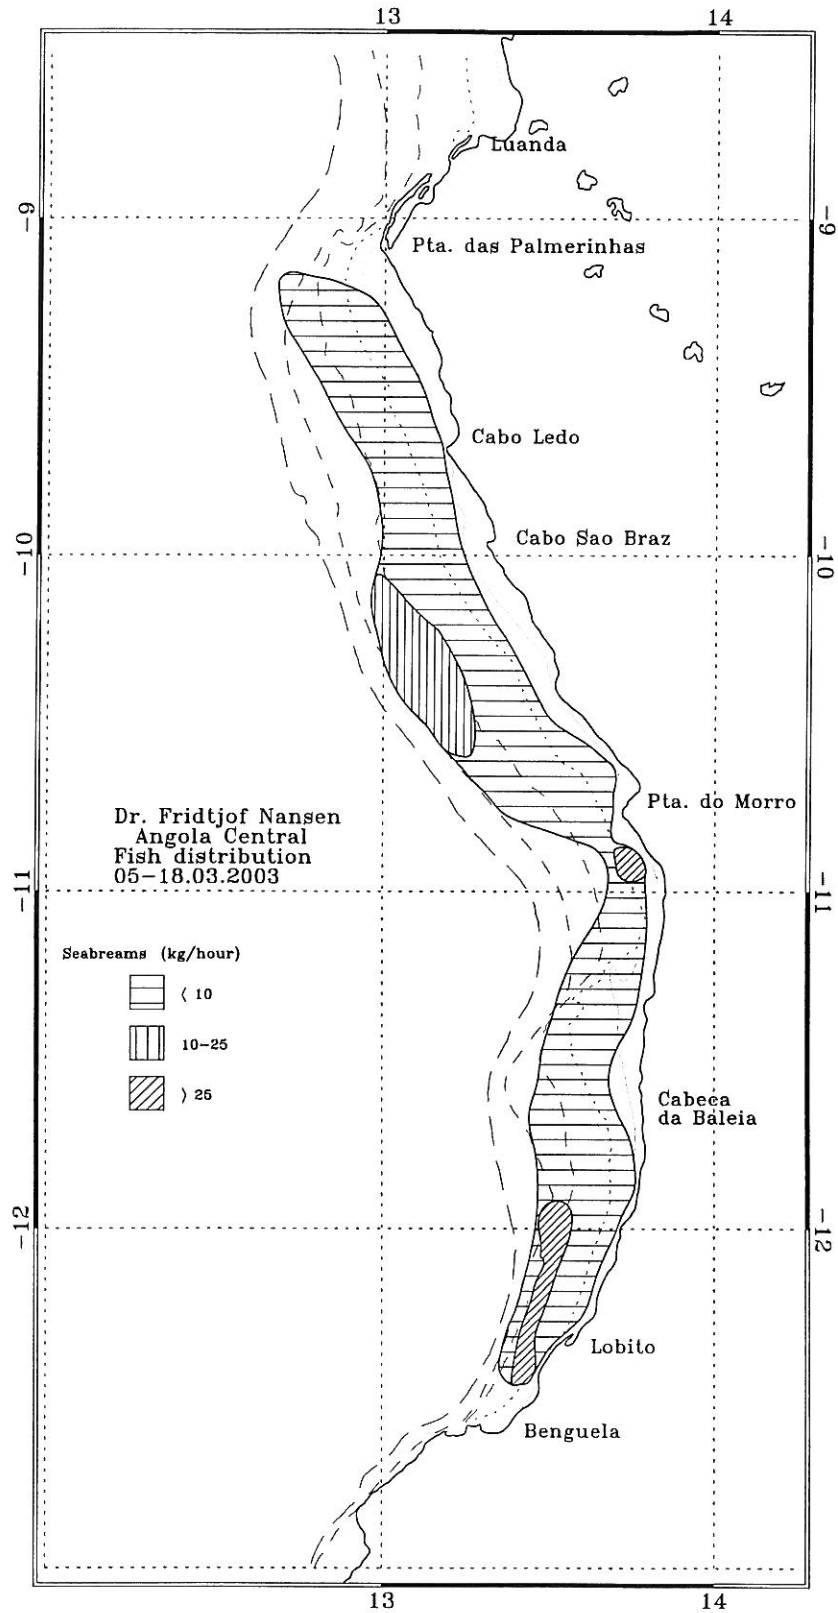 13
14
Luanda
-9
-9
Pta. das Palmerinhas
Cabo Ledo
Cabo Sao Braz
-10
-10
Pta. do Morro
Dr. Fridtjof Nansen
Angola Central
Fish distribution
05-18.03.2003
-11
-11
Seabreams (kg/hour)
< 10
10-25
> 25
Cabeca
da Baleia
-12
-12
Lobito
Benguela
13
14